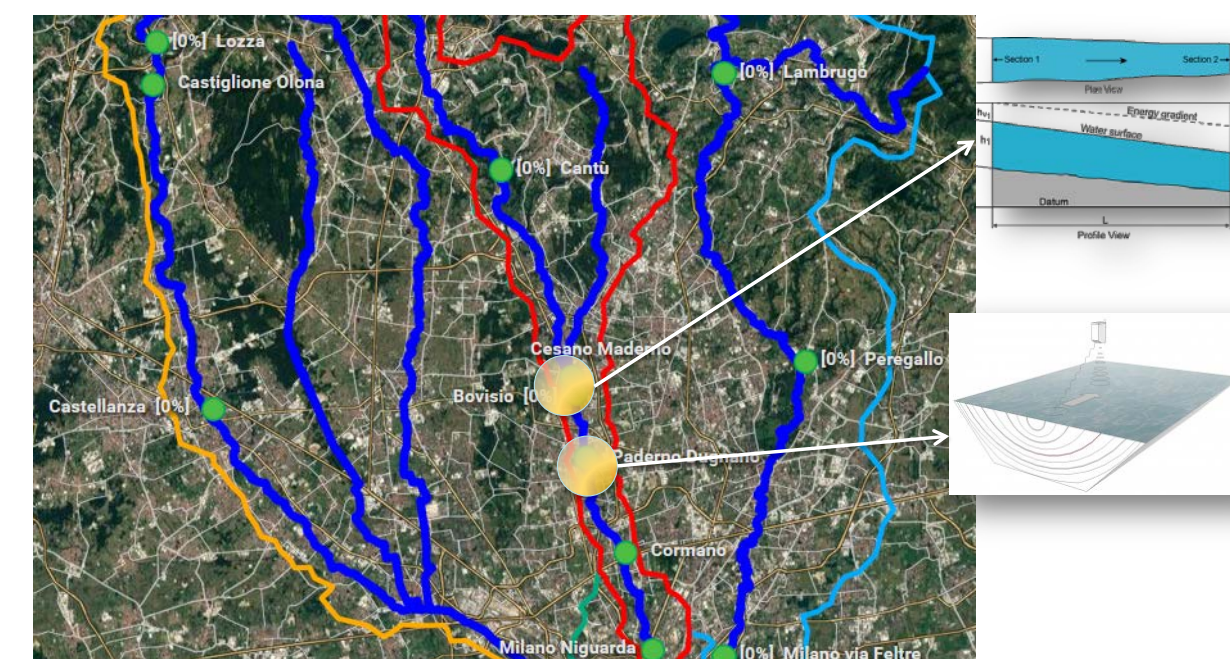 [0%] Lozza
Castiglione Olona
[0%] Lambrugo
[0%] Cantù
Cesano Maderno
Bovisio [0%
[0%] Peregallo
Castellanza [0%]
Paderno Dugnano
Cormano
Milano Niguarda
[0%] Milano via Feltre
Section 1
Section 2
Plan View
hv1
Energy gradient
Water surface
h1
Datum
L
Profile View